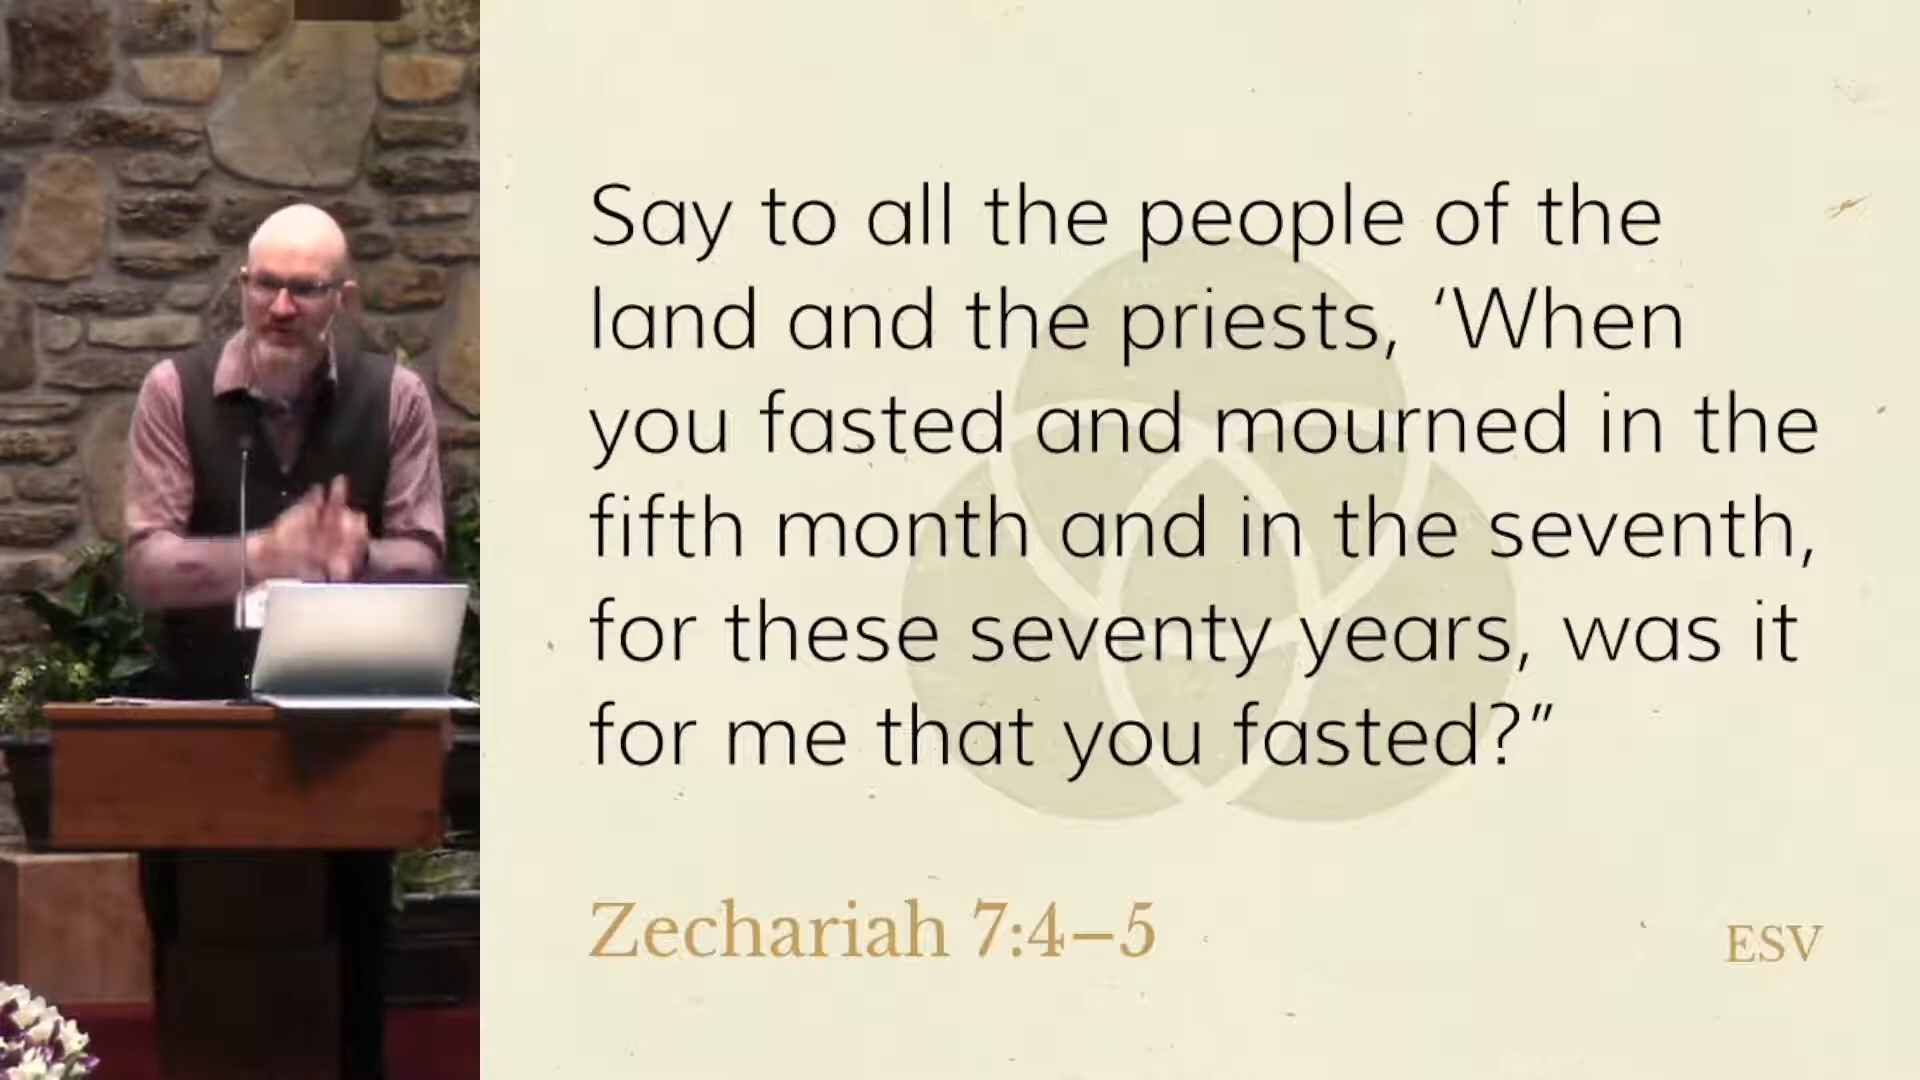 Say to all the people of the
land and the priests, ‘When
you fasted and mourned in the
fifth month and in the seventh,
for these seventy years, was it
for me that you fasted?”
Zechariah 7:4–5
ESV